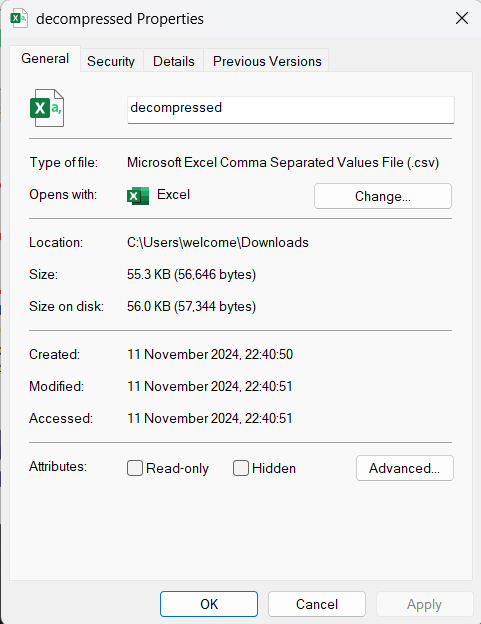 decompressed Properties
General Security Details Previous Versions
a,
decompressed
Type of file: Microsoft Excel Comma Separated Values File (.csv)
Opens with: Excel Change...
Location: C:\Users\welcome\Downloads
Size: 55.3 KB (56,646 bytes)
Size on disk: 56.0 KB (57,344 bytes)
Created: 11 November 2024, 22:40:50
Modified: 11 November 2024, 22:40:51
Accessed: 11 November 2024, 22:40:51
Attributes: Read-only Hidden Advanced...
OK Cancel Apply